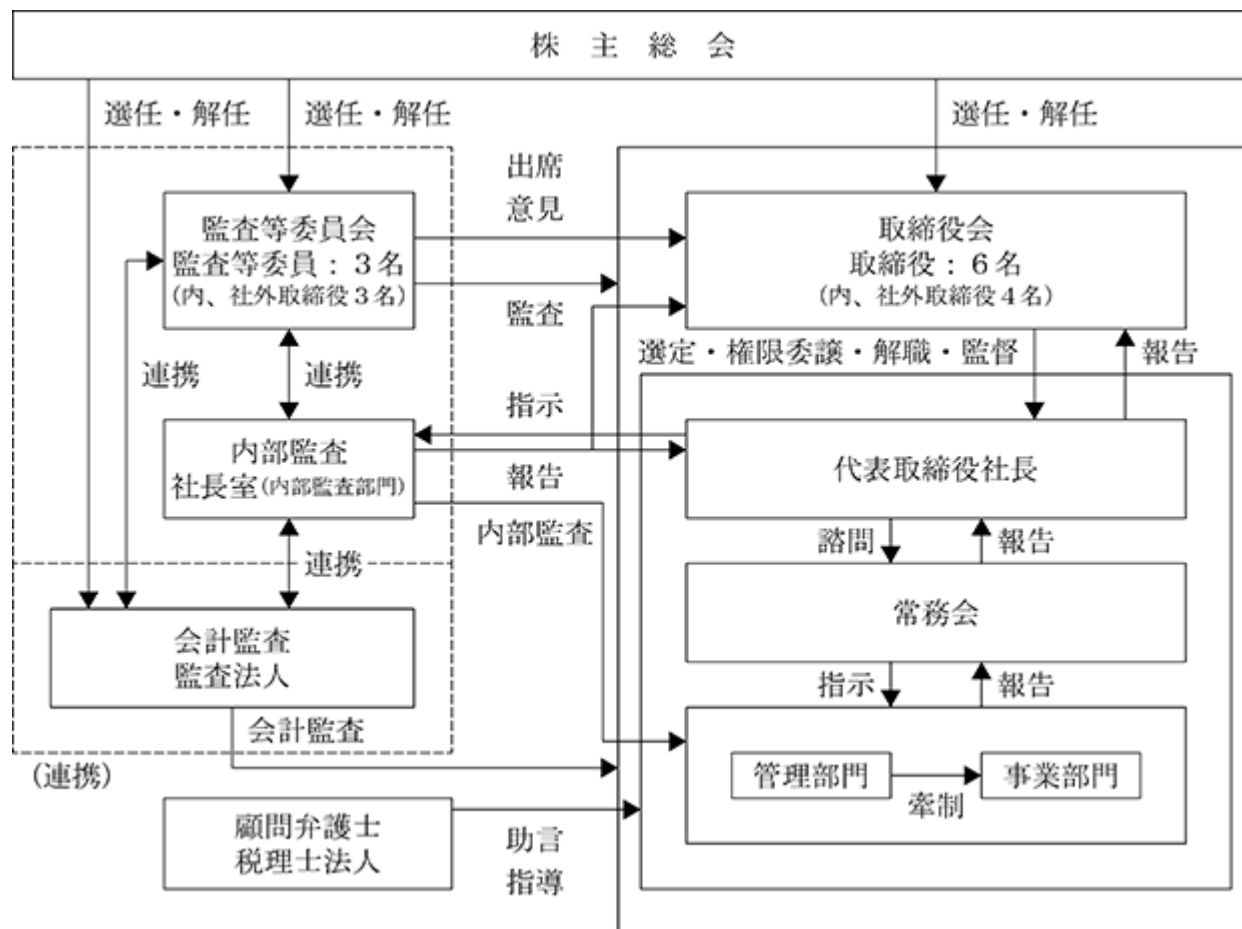 株主総会
選任・解任
選任・解任
選任・解任
出席
意見
監査等委員会
監査等委員：3名
(内、社外取締役3名)
取締役会
取締役：6名
(内、社外取締役4名)
監査
連携
連携
選定・権限委譲・解職・監督
報告
指示
内部監査
社長室(内部監査部門)
代表取締役社長
報告
内部監査
諮問
報告
連携
常務会
会計監査
監査法人
指示
報告
会計監査
(連携)
管理部門
事業部門
牽制
顧問弁護士
税理士法人
助言
指導